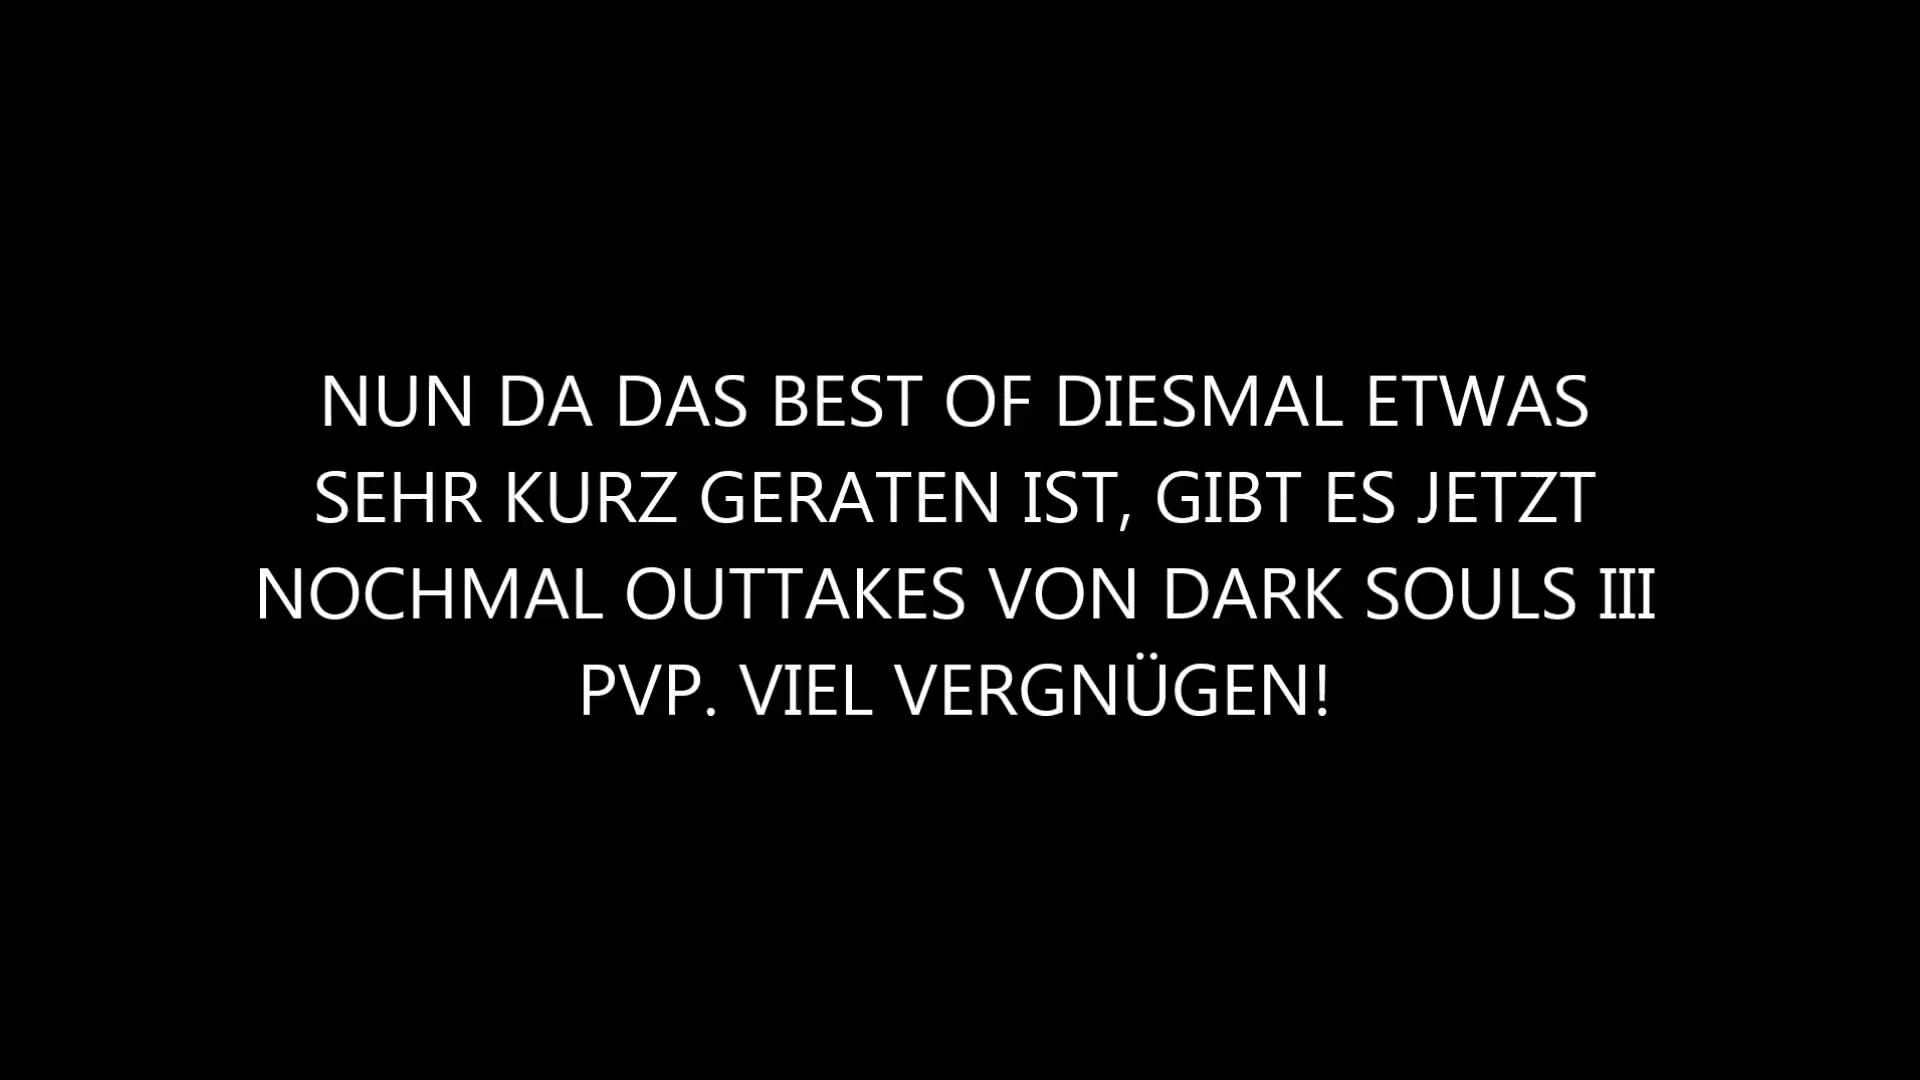 NUN DA DAS BEST OF DIESMAL ETWAS
SEHR KURZ GERATEN IST, GIBT ES JETZT
NOCHMAL OUTTAKES VON DARK SOULS III
PVP. VIEL VERGNÜGEN!